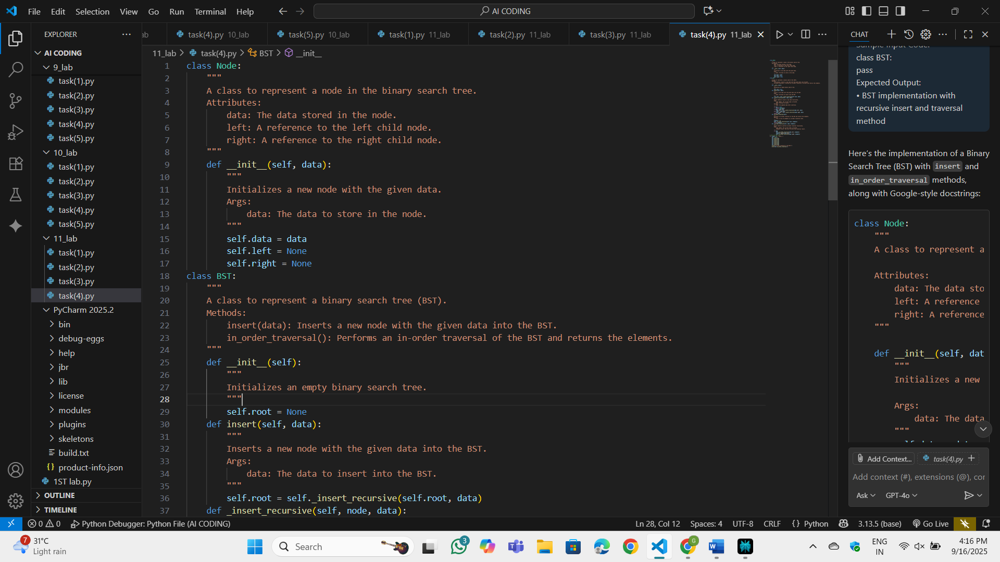 File Edit Selection View Go Run Terminal Help
AI CODING
EXPLORER
AI CODING
9_lab
task(1).py
task(2).py
task(3).py
task(4).py
task(5).py
10_lab
task(1).py
task(2).py
task(3).py
task(4).py
task(5).py
11_lab
task(1).py
task(2).py
task(3).py
task(4).py
PyCharm 2025.2
bin
debug-eggs
help
jbr
lib
license
modules
plugins
skeletons
build.txt
product-info.json
1ST lab.py
OUTLINE
TIMELINE
ab task(4).py 10_lab task(5).py 10_lab task(1).py 11_lab task(2).py 11_lab task(3).py 11_lab task(4).py 11_lab
11_lab > task(4).py > BST > __init__
1 class Node:
2 """
3 A class to represent a node in the binary search tree.
4 Attributes:
5 data: The data stored in the node.
6 left: A reference to the left child node.
7 right: A reference to the right child node.
8 """
9 def __init__(self, data):
10 """
11 Initializes a new node with the given data.
12 Args:
13 data: The data to store in the node.
14 """
15 self.data = data
16 self.left = None
17 self.right = None
18 class BST:
19 """
20 A class to represent a binary search tree (BST).
21 Methods:
22 insert(data): Inserts a new node with the given data into the BST.
23 in_order_traversal(): Performs an in-order traversal of the BST and returns the elements.
24 """
25 def __init__(self):
26 """
27 Initializes an empty binary search tree.
28 """
29 self.root = None
30 def insert(self, data):
31 """
32 Inserts a new node with the given data into the BST.
33 Args:
34 data: The data to insert into the BST.
35 """
36 self.root = self._insert_recursive(self.root, data)
37 def _insert_recursive(self, node, data):
CHAT
Sample Input Code:
class BST:
pass
Expected Output:
• BST implementation with
recursive insert and traversal
method
Here's the implementation of a Binary
Search Tree (BST) with insert and
in_order_traversal methods,
along with Google-style docstrings:
class Node:
"""
A class to represent a
Attributes:
data: The data sto
left: A reference
right: A reference
"""
def __init__(self, dat
"""
Initializes a new
Args:
data: The data
"""
Add Context... task(4).py
Add context (#), extensions (@), cor
Ask GPT-4o
0 0 Python Debugger: Python File (AI CODING) Ln 28, Col 12 Spaces: 4 UTF-8 CRLF {} Python 3.13.5 (base) Go Live
7 31°C
Light rain
Search
3
G
ENG
IN
4:16 PM
9/16/2025